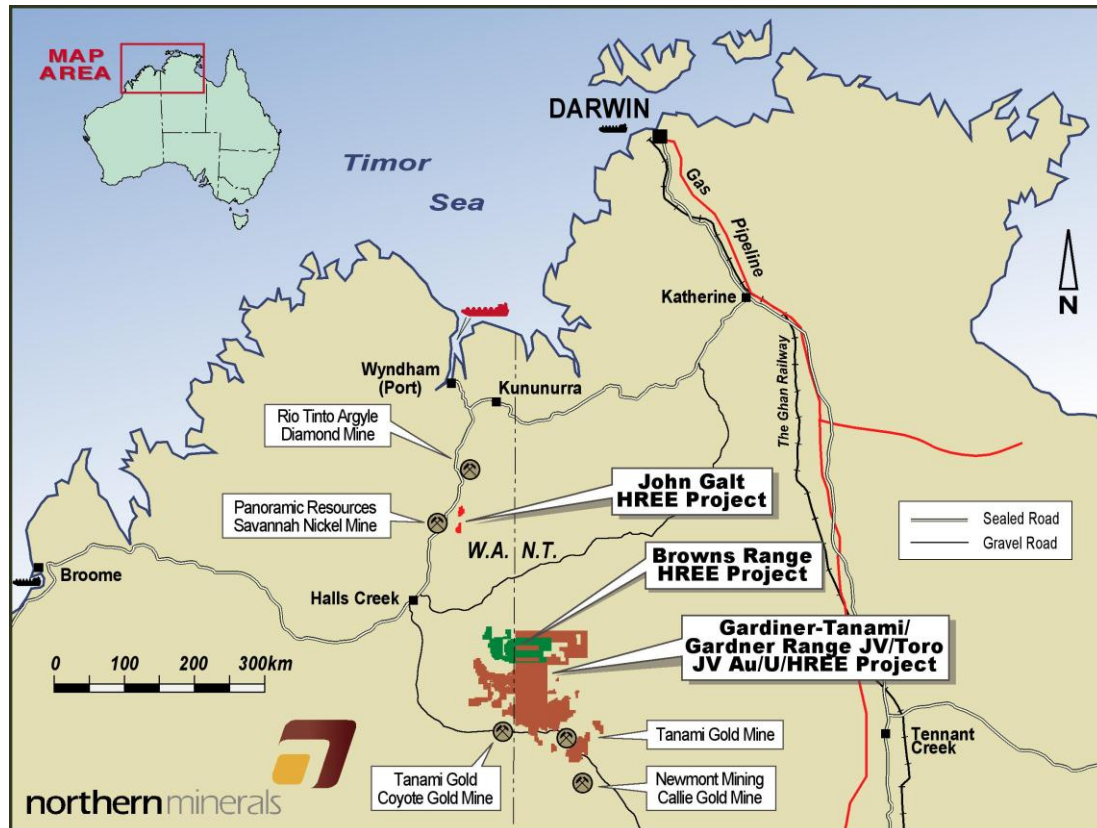 MAP
AREA
DARWIN
Timor
Sea
Gas
Pipeline
Katherine
N
Wyndham
(Port)
Kununurra
The Ghan Railway
Rio Tinto Argyle
Diamond Mine
John Galt
HREE Project
Panoramic Resources
Savannah Nickel Mine
Sealed Road
Gravel Road
W.A. N.T.
Browns Range
HREE Project
Broome
Halls Creek
Gardiner-Tanami/
Gardner Range JV/Toro
JV Au/U/HREE Project
0 100 200 300km
Tanami Gold Mine
Tennant
Creek
Tanami Gold
Coyote Gold Mine
Newmont Mining
Callie Gold Mine
northernminerals